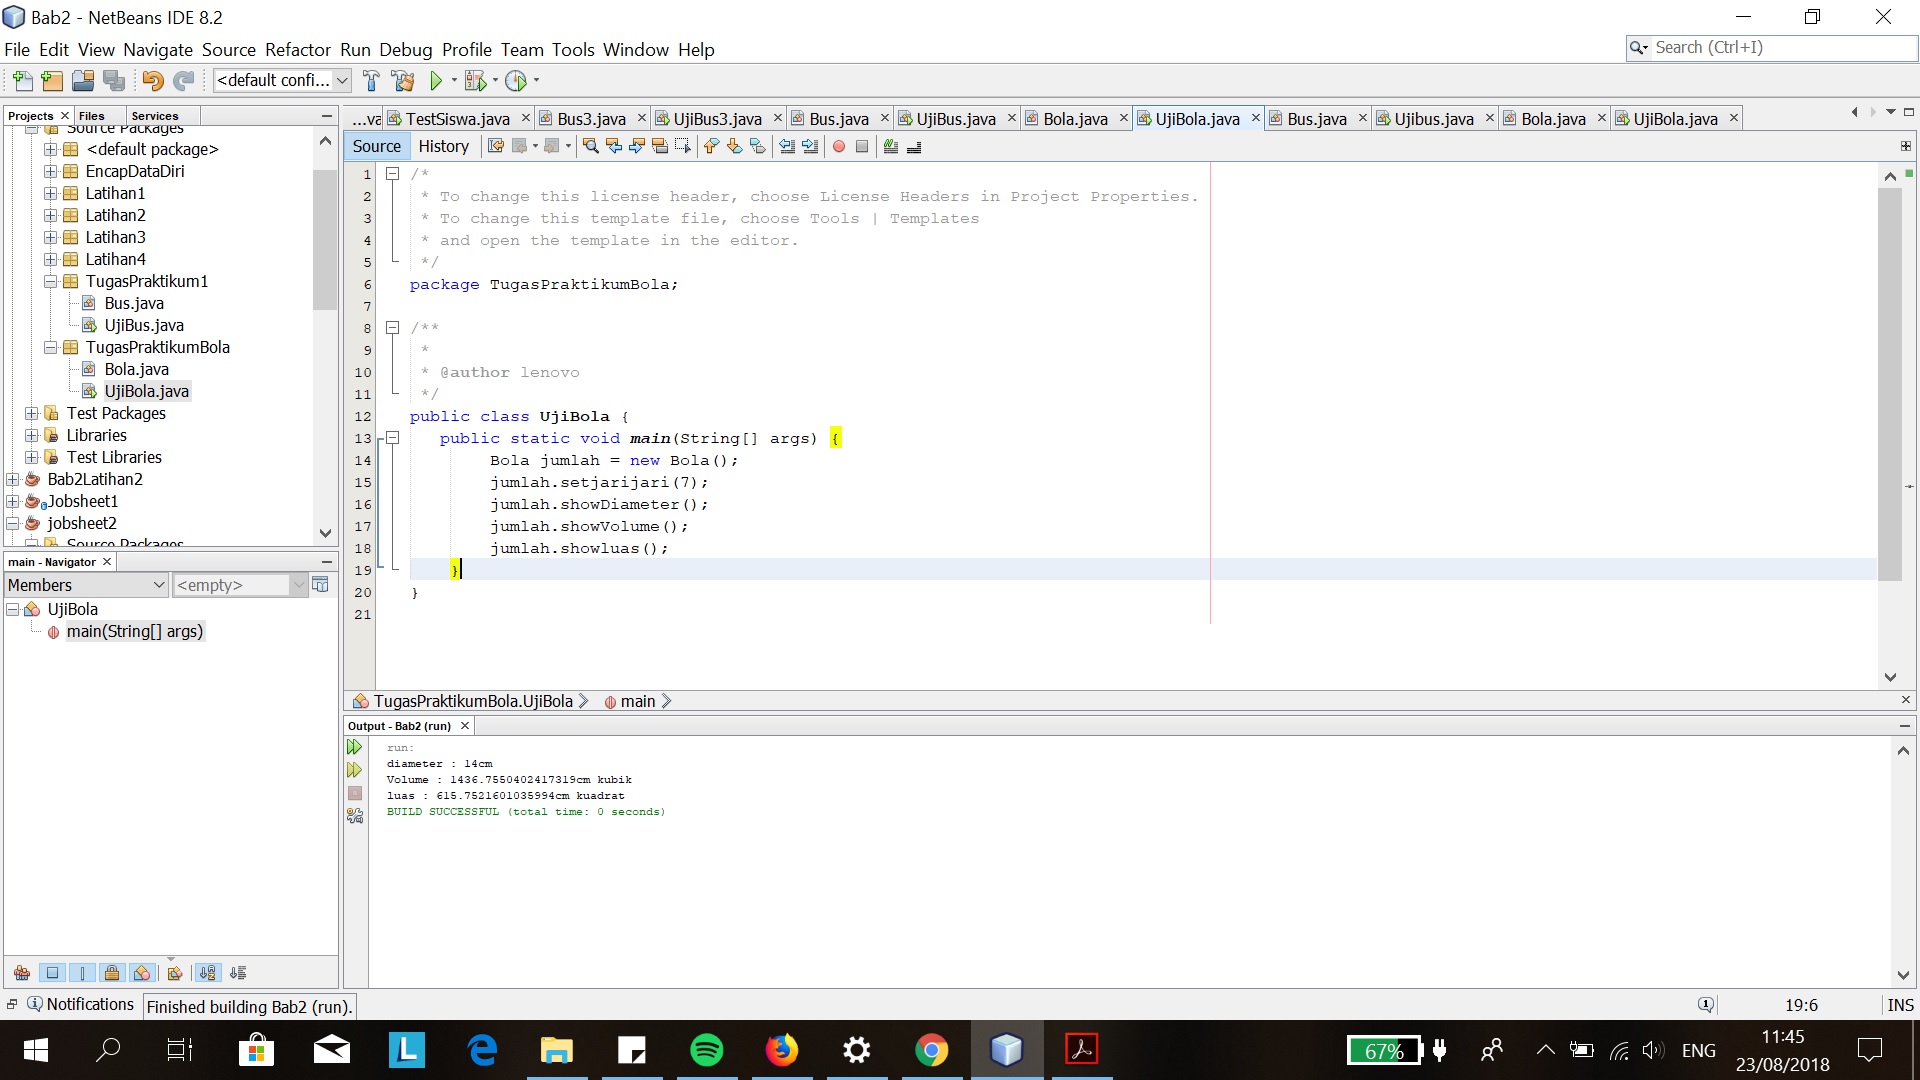 Bab2 - NetBeans IDE 8.2
File Edit View Navigate Source Refactor Run Debug Profile Team Tools Window Help
Search (Ctrl+I)
<default confi...
Projects Files Services
...va TestSiswa.java Bus3.java UjiBus3.java Bus.java UjiBus.java Bola.java UjiBola.java Bus.java Ujibus.java Bola.java UjiBola.java
Source History
Source Packages
<default package>
EncapDataDiri
Latihan1
Latihan2
Latihan3
Latihan4
TugasPraktikum1
Bus.java
UjiBus.java
TugasPraktikumBola
Bola.java
UjiBola.java
Test Packages
Libraries
Test Libraries
Bab2Latihan2
Jobsheet1
jobsheet2
Source Packages
1 /*
2 * To change this license header, choose License Headers in Project Properties.
3 * To change this template file, choose Tools | Templates
4 * and open the template in the editor.
5 */
6 package TugasPraktikumBola;
7
8 /**
9 *
10 * @author lenovo
11 */
12 public class UjiBola {
13 public static void main(String[] args) {
14 Bola jumlah = new Bola();
15 jumlah.setjarijari(7);
16 jumlah.showDiameter();
17 jumlah.showVolume();
18 jumlah.showluas();
19 }
20 }
21
main - Navigator
Members <empty>
UjiBola
main(String[] args)
TugasPraktikumBola.UjiBola main
Output - Bab2 (run)
run:
diameter : 14cm
Volume : 1436.7550402417319cm kubik
luas : 615.7521601035994cm kuadrat
BUILD SUCCESSFUL (total time: 0 seconds)
Notifications Finished building Bab2 (run).
19:6 INS
67% ENG
11:45
23/08/2018